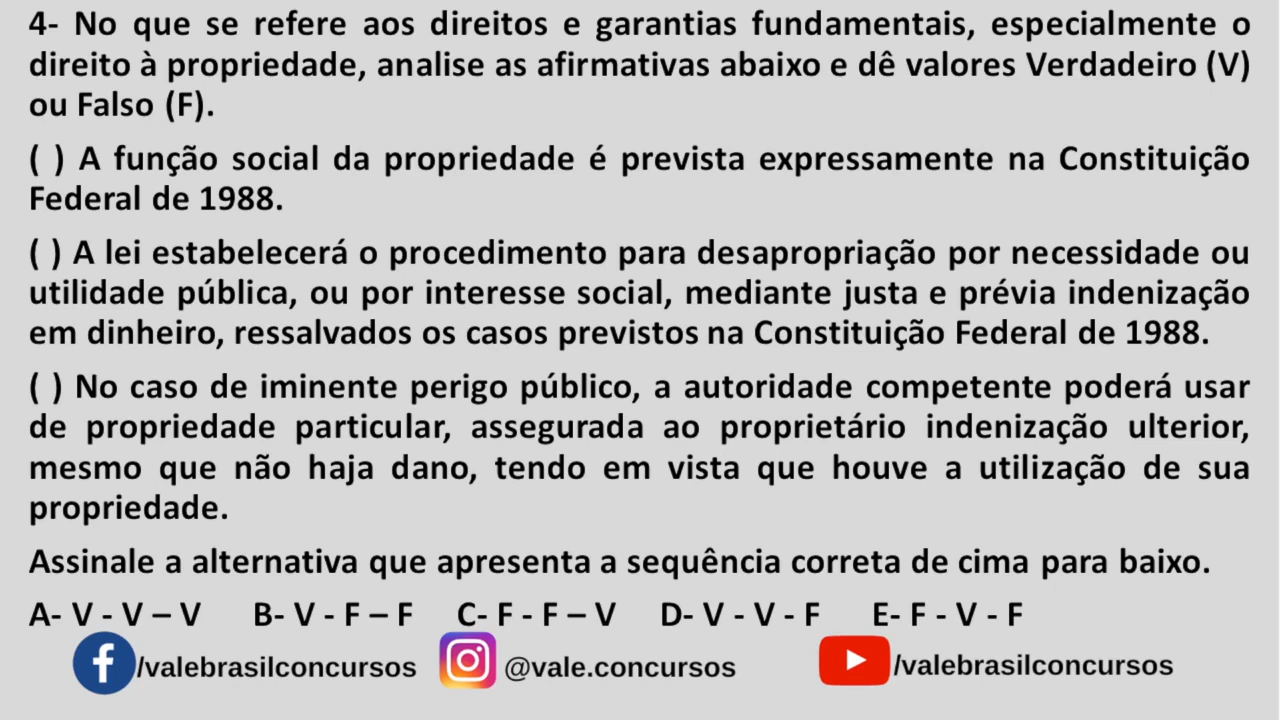 4- No que se refere aos direitos e garantias fundamentais, especialmente o
direito à propriedade, analise as afirmativas abaixo e dê valores Verdadeiro (V)
ou Falso (F).
( ) A função social da propriedade é prevista expressamente na Constituição
Federal de 1988.
( ) A lei estabelecerá o procedimento para desapropriação por necessidade ou
utilidade pública, ou por interesse social, mediante justa e prévia indenização
em dinheiro, ressalvados os casos previstos na Constituição Federal de 1988.
( ) No caso de iminente perigo público, a autoridade competente poderá usar
de propriedade particular, assegurada ao proprietário indenização ulterior,
mesmo que não haja dano, tendo em vista que houve a utilização de sua
propriedade.
Assinale a alternativa que apresenta a sequência correta de cima para baixo.
A- V - V – V B- V - F – F C- F - F – V D- V - V - F E- F - V - F
/valebrasilconcursos @vale.concursos /valebrasilconcursos